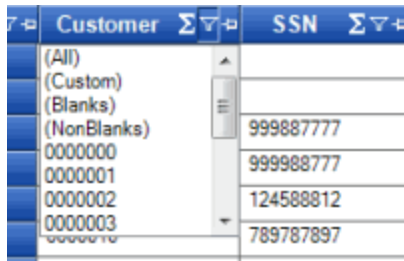 Customer Σ SSN Σ
(All)
(Custom)
(Blanks)
(NonBlanks) 999887777
0000000
0000001 999988777
0000002 124588812
0000003
789787897